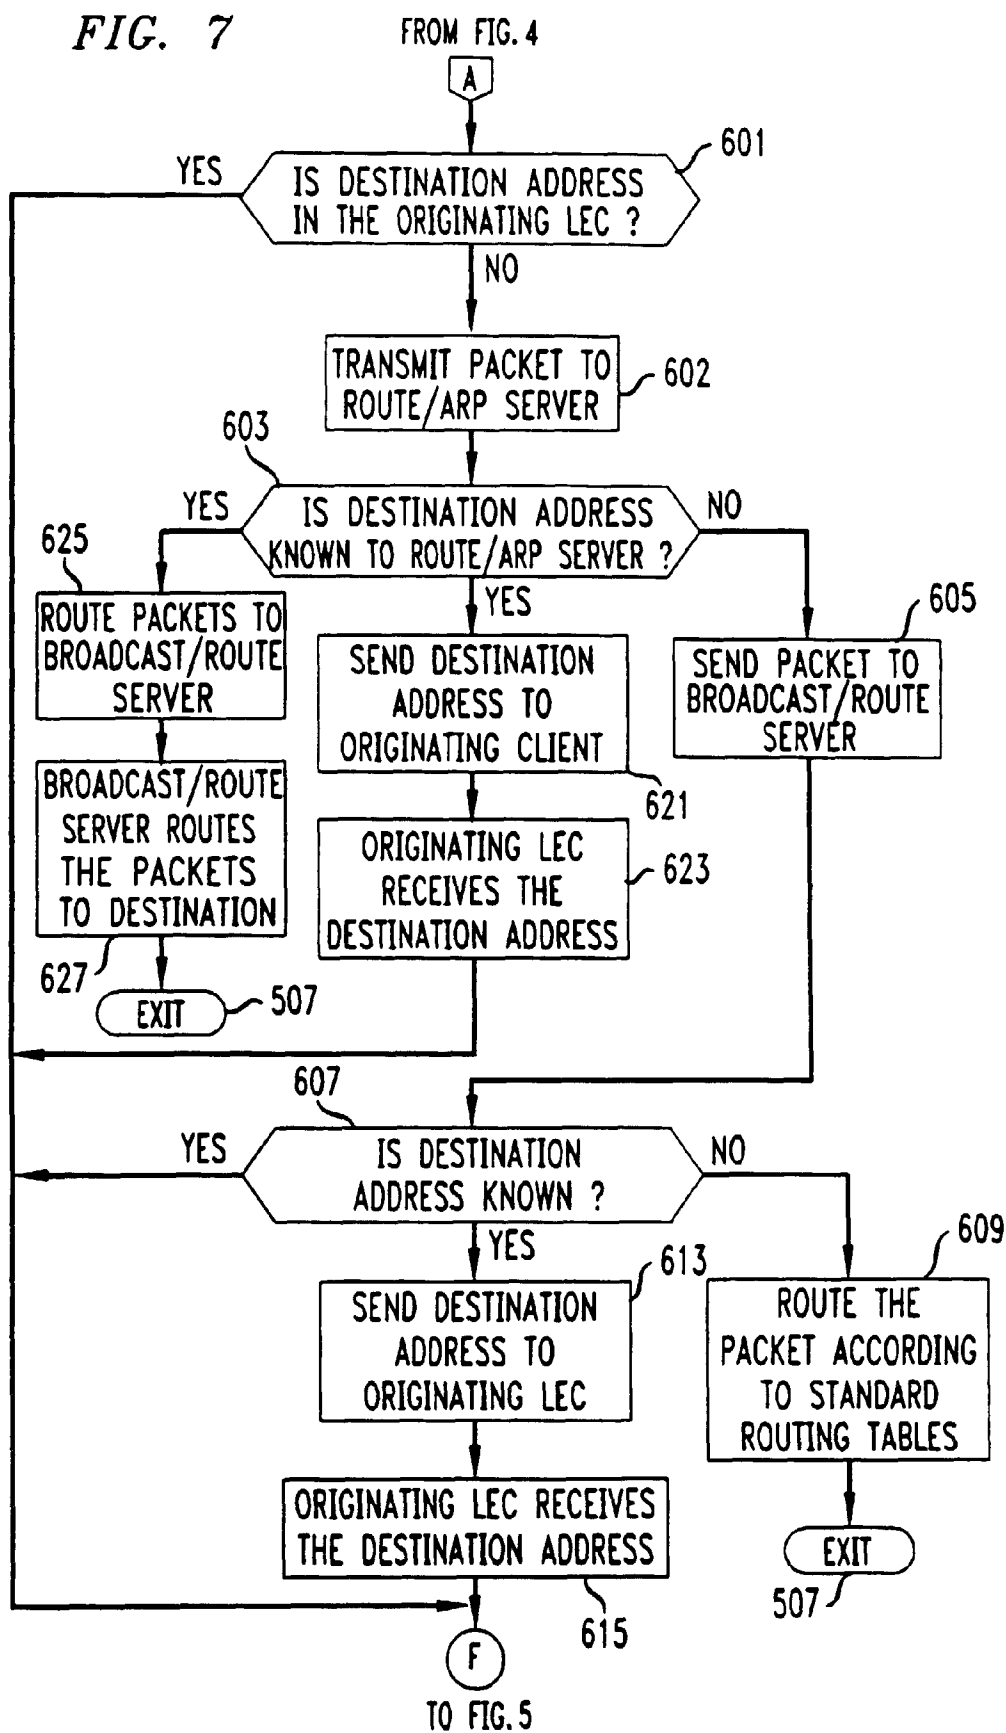 FIG. 7
FROM FIG. 4
A
601
YES
IS DESTINATION ADDRESS
IN THE ORIGINATING LEC ?
NO
TRANSMIT PACKET TO
ROUTE/ARP SERVER
602
603
YES
IS DESTINATION ADDRESS
KNOWN TO ROUTE/ARP SERVER ?
NO
YES
625
ROUTE PACKETS TO
BROADCAST/ROUTE
SERVER
SEND DESTINATION
ADDRESS TO
ORIGINATING CLIENT
621
605
SEND PACKET TO
BROADCAST/ROUTE
SERVER
BROADCAST/ROUTE
SERVER ROUTES
THE PACKETS
TO DESTINATION
627
ORIGINATING LEC
RECEIVES THE
DESTINATION ADDRESS
623
EXIT
507
607
YES
IS DESTINATION
ADDRESS KNOWN ?
NO
YES
613
SEND DESTINATION
ADDRESS TO
ORIGINATING LEC
609
ROUTE THE
PACKET ACCORDING
TO STANDARD
ROUTING TABLES
ORIGINATING LEC RECEIVES
THE DESTINATION ADDRESS
615
EXIT
507
F
TO FIG. 5